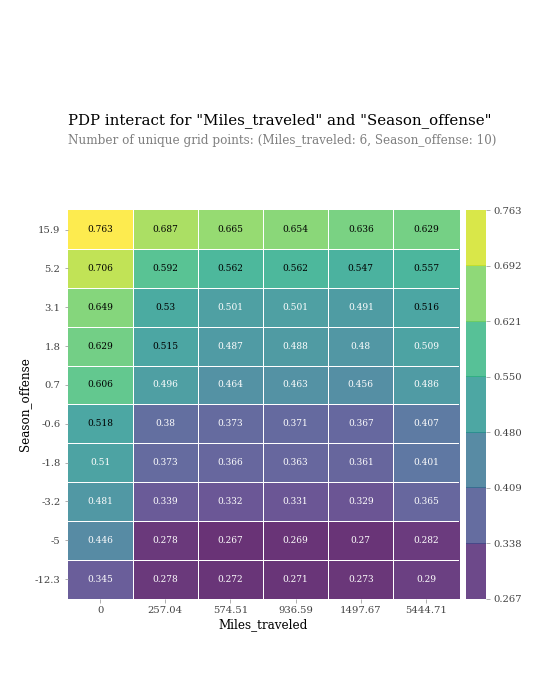 PDP interact for "Miles_traveled" and "Season_offense"
Number of unique grid points: (Miles_traveled: 6, Season_offense: 10)
15.9 0.763 0.687 0.665 0.654 0.636 0.629
5.2 0.706 0.592 0.562 0.562 0.547 0.557
3.1 0.649 0.53 0.501 0.501 0.491 0.516
1.8 0.629 0.515 0.487 0.488 0.48 0.509
0.7 0.606 0.496 0.464 0.463 0.456 0.486
-0.6 0.518 0.38 0.373 0.371 0.367 0.407
-1.8 0.51 0.373 0.366 0.363 0.361 0.401
-3.2 0.481 0.339 0.332 0.331 0.329 0.365
-5 0.446 0.278 0.267 0.269 0.27 0.282
-12.3 0.345 0.278 0.272 0.271 0.273 0.29
0 257.04 574.51 936.59 1497.67 5444.71
Miles_traveled
Season_offense
0.763
0.692
0.621
0.550
0.480
0.409
0.338
0.267